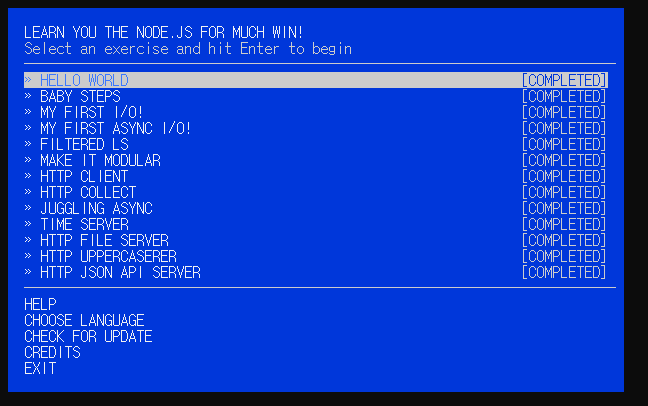 LEARN YOU THE NODE.JS FOR MUCH WIN!
Select an exercise and hit Enter to begin
» HELLO WORLD [COMPLETED]
» BABY STEPS [COMPLETED]
» MY FIRST I/O! [COMPLETED]
» MY FIRST ASYNC I/O! [COMPLETED]
» FILTERED LS [COMPLETED]
» MAKE IT MODULAR [COMPLETED]
» HTTP CLIENT [COMPLETED]
» HTTP COLLECT [COMPLETED]
» JUGGLING ASYNC [COMPLETED]
» TIME SERVER [COMPLETED]
» HTTP FILE SERVER [COMPLETED]
» HTTP UPPERCASERER [COMPLETED]
» HTTP JSON API SERVER [COMPLETED]
HELP
CHOOSE LANGUAGE
CHECK FOR UPDATE
CREDITS
EXIT